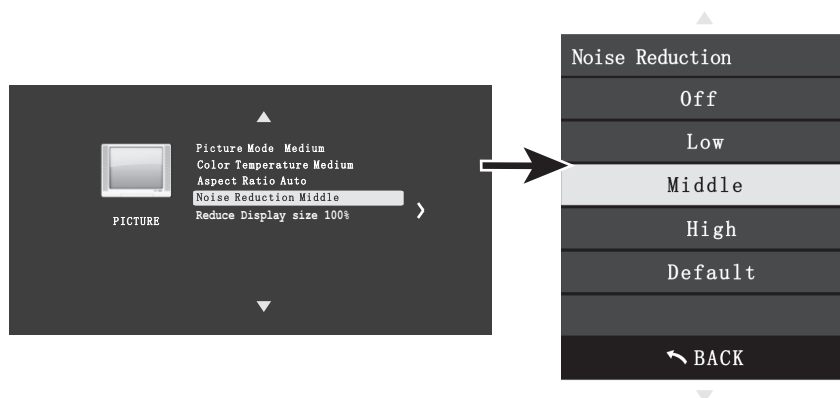 Picture Mode Medium
Color Temperature Medium
Aspect Ratio Auto
Noise Reduction Middle
Reduce Display size 100%
PICTURE
Noise Reduction
Off
Low
Middle
High
Default
BACK